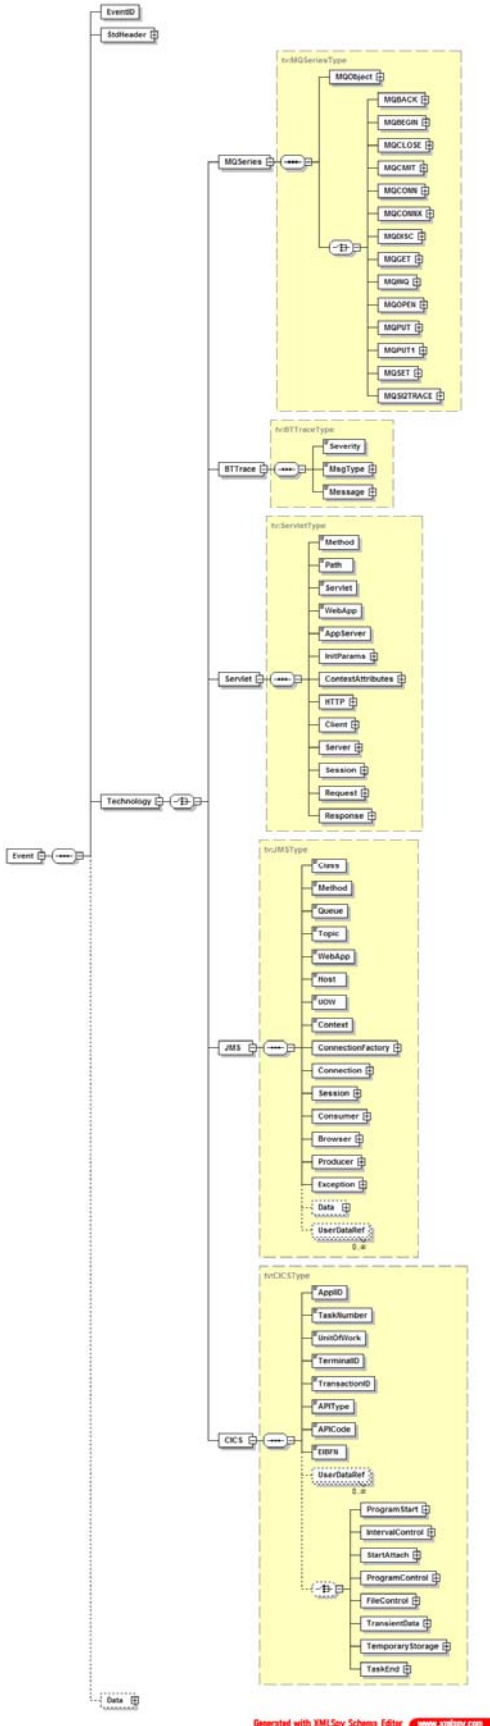 EventID
StdHeader
tv:MQSeriesType
MQObject
MQBACK
MQBEGIN
MQCLOSE
MQCMIT
MQCONN
MQCONNX
MQDISC
MQGET
MQINQ
MQOPEN
MQPUT
MQPUT1
MQSET
MQSI2TRACE
MQSeries
tv:BTTraceType
Severity
MsgType
Message
BTTrace
tv:ServletType
Method
Path
Servlet
WebApp
AppServer
InitParams
ContextAttributes
HTTP
Client
Server
Session
Request
Response
Servlet
Technology
Event
tv:JMSType
Class
Method
Queue
Topic
WebApp
Host
UOW
Context
ConnectionFactory
Connection
Session
Consumer
Browser
Producer
Exception
Data
UserDataRef
0..∞
JMS
tv:CICSType
ApplID
TaskNumber
UnitOfWork
TerminalID
TransactionID
APIType
APICode
EIBFN
UserDataRef
0..∞
CICS
ProgramStart
IntervalControl
StartAttach
ProgramControl
FileControl
TransientData
TemporaryStorage
TaskEnd
Data
Generated with XMLSpy Schema Editor www.xmlspy.com